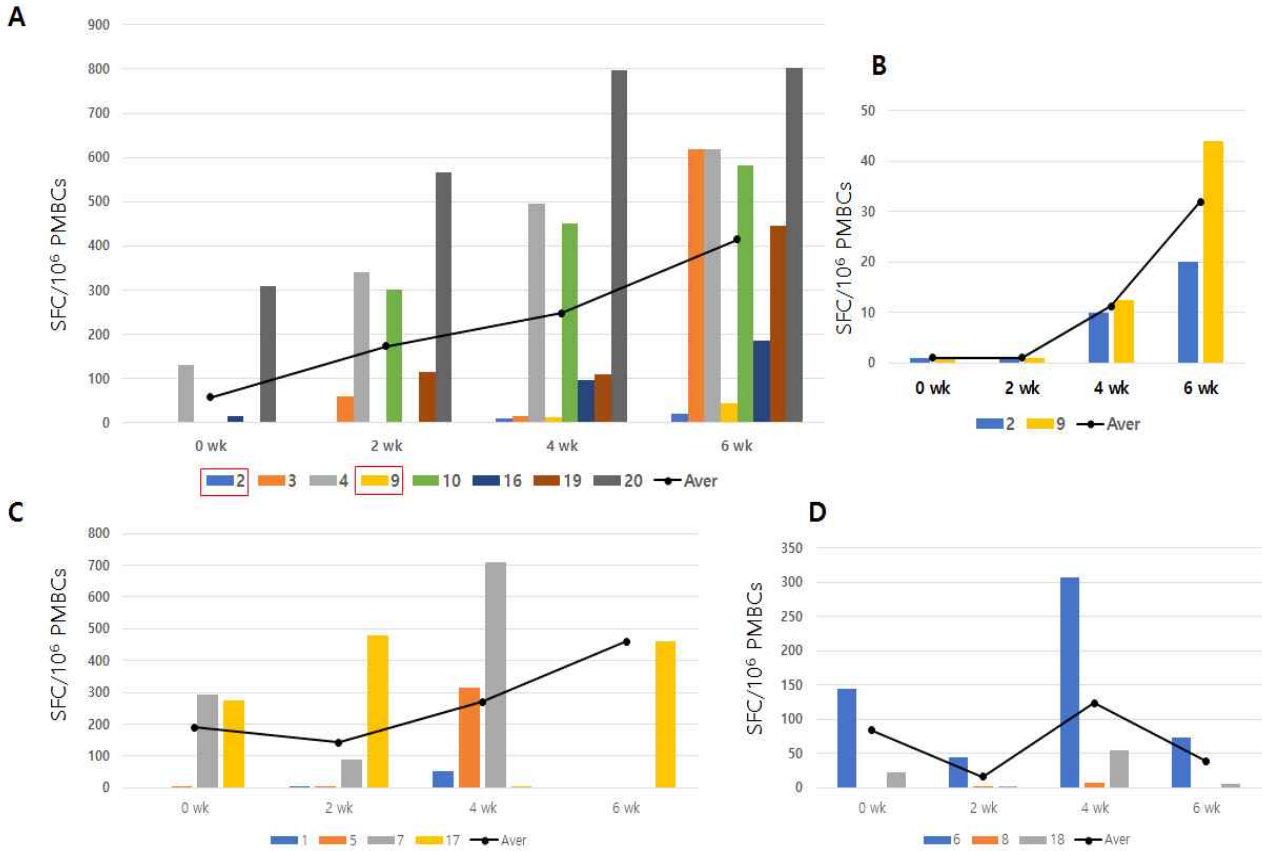 A
900
800
700
600
500
400
300
200
100
0
SFC/10⁶ PMBCs
0 wk 2 wk 4 wk 6 wk
2 3 4 9 10 16 19 20 Aver
B
50
40
30
20
10
0
SFC/10⁶ PMBCs
0 wk 2 wk 4 wk 6 wk
2 9 Aver
C
800
700
600
500
400
300
200
100
0
SFC/10⁶ PMBCs
0 wk 2 wk 4 wk 6 wk
1 5 7 17 Aver
D
350
300
250
200
150
100
50
0
SFC/10⁶ PMBCs
0 wk 2 wk 4 wk 6 wk
6 8 18 Aver